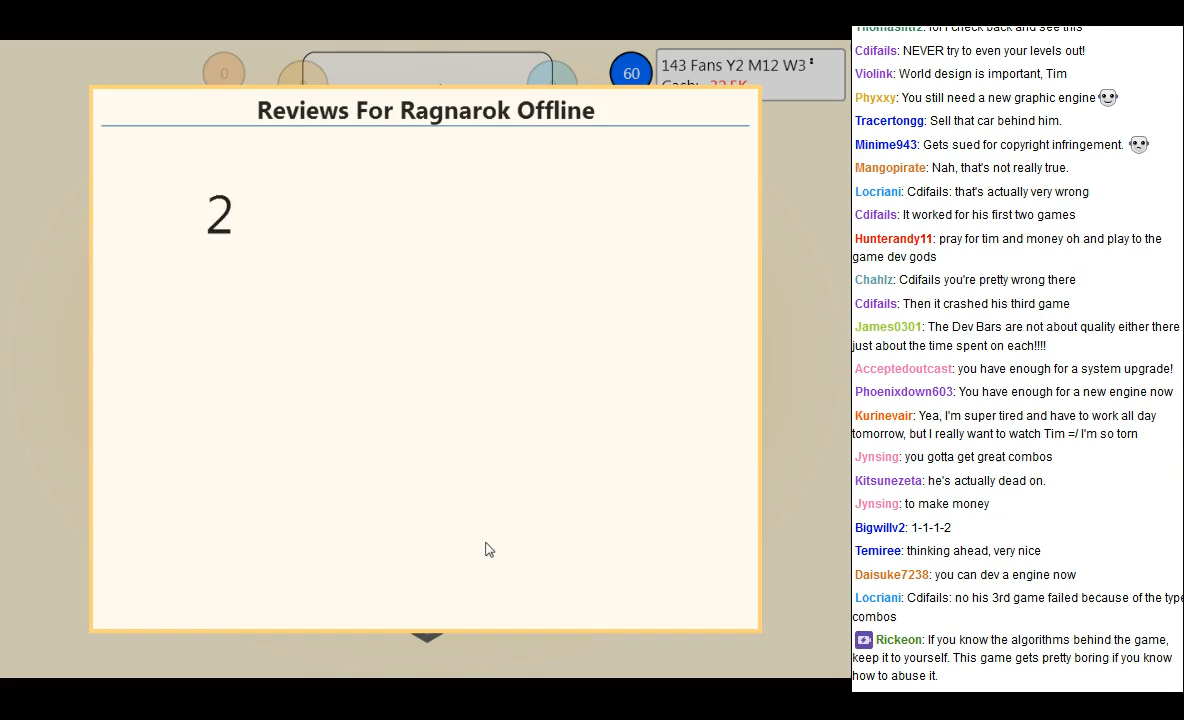 0
60
143 Fans Y2 M12 W3
Cash:
Reviews For Ragnarok Offline
2
Thomasfitz: lol I check back and see this
Cdifails: NEVER try to even your levels out!
Violink: World design is important, Tim
Phyxxy: You still need a new graphic engine
Tracertongg: Sell that car behind him.
Minime943: Gets sued for copyright infringement.
Mangopirate: Nah, that's not really true.
Locriani: Cdifails: that's actually very wrong
Cdifails: It worked for his first two games
Hunterandy11: pray for tim and money oh and play to the
game dev gods
Chahlz: Cdifails you're pretty wrong there
Cdifails: Then it crashed his third game
James0301: The Dev Bars are not about quality either there
just about the time spent on each!!!!
Acceptedoutcast: you have enough for a system upgrade!
Phoenixdown603: You have enough for a new engine now
Kurinevair: Yea, I'm super tired and have to work all day
tomorrow, but I really want to watch Tim =/ I'm so torn
Jynsing: you gotta get great combos
Kitsunezeta: he's actually dead on.
Jynsing: to make money
Bigwillv2: 1-1-1-2
Temiree: thinking ahead, very nice
Daisuke7238: you can dev a engine now
Locriani: Cdifails: no his 3rd game failed because of the type
combos
Rickeon: If you know the algorithms behind the game,
keep it to yourself. This game gets pretty boring if you know
how to abuse it.